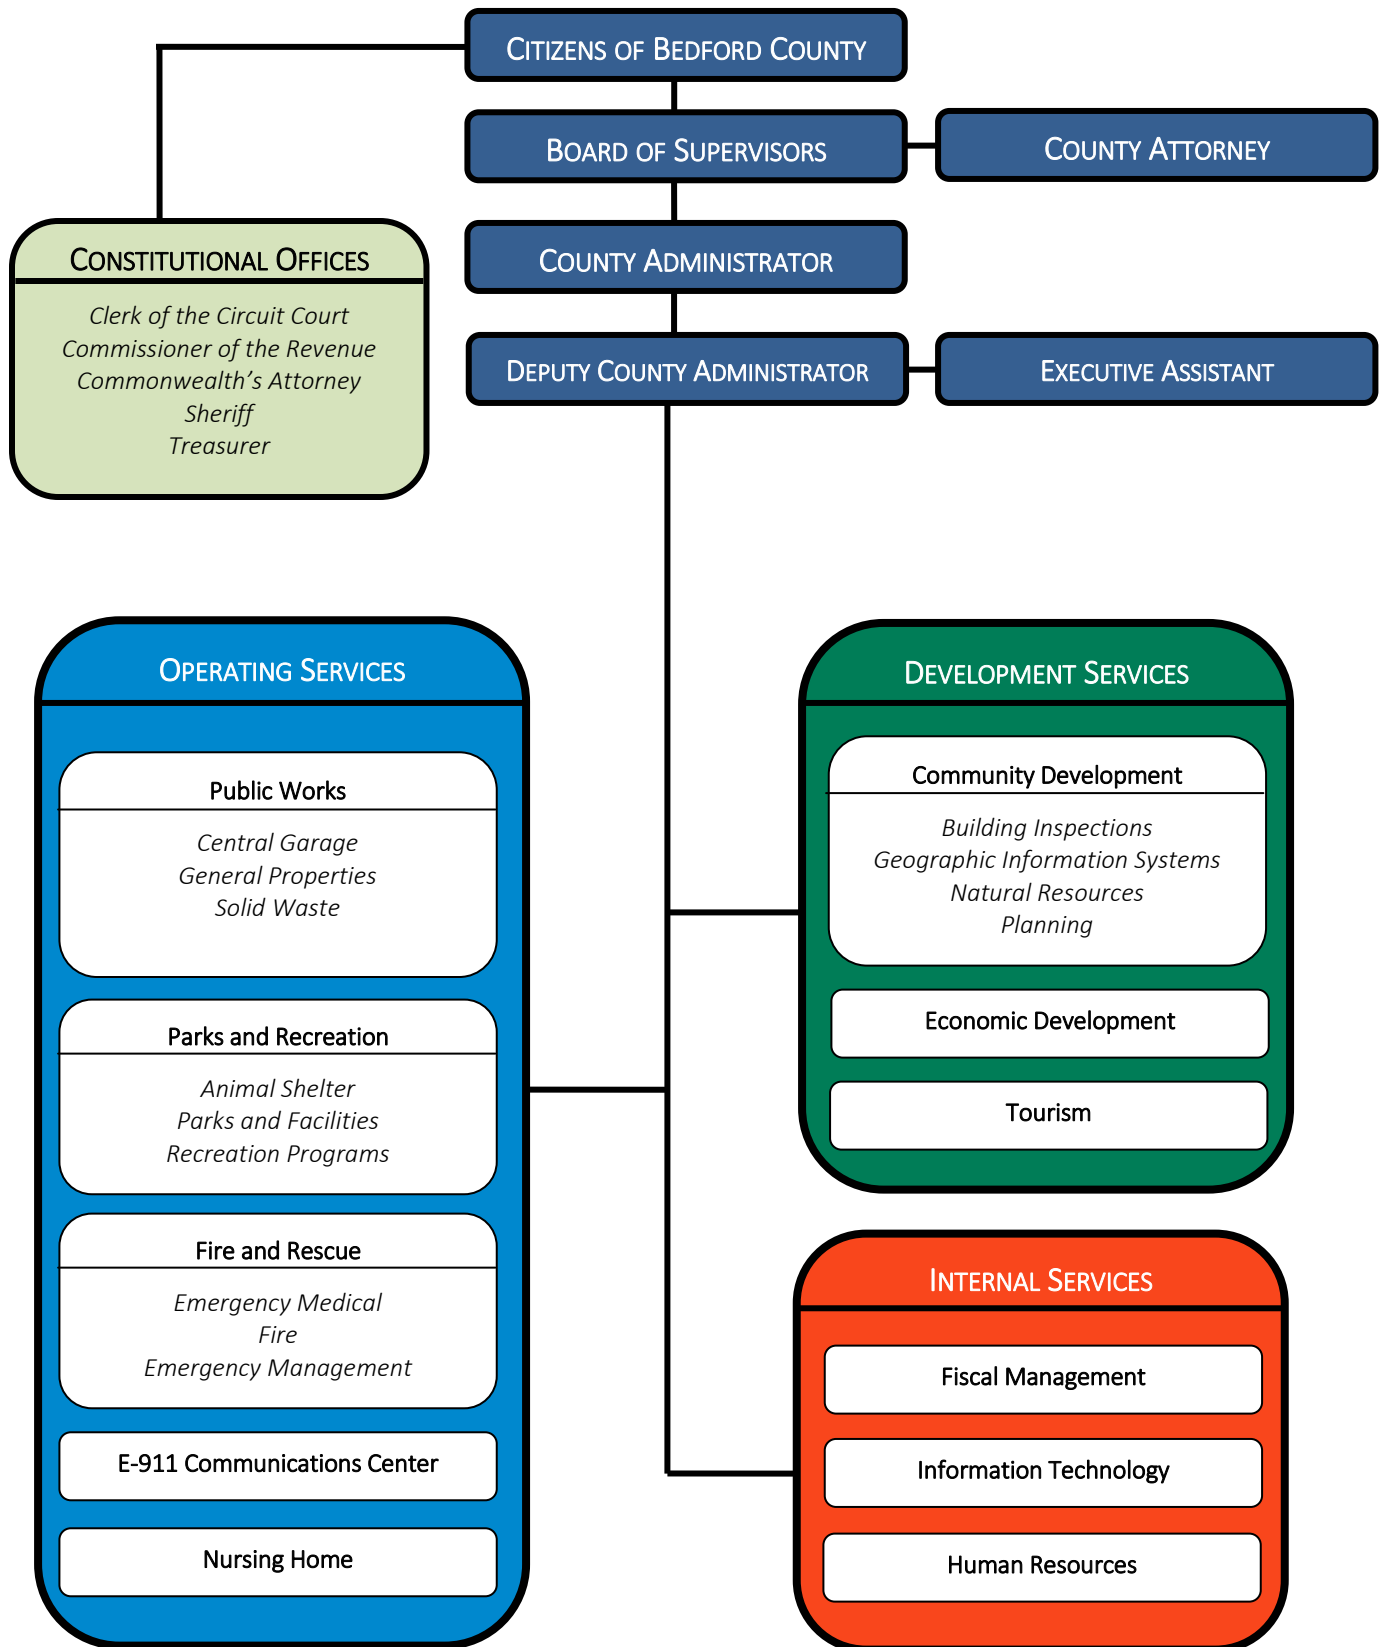 CITIZENS OF BEDFORD COUNTY
BOARD OF SUPERVISORS
COUNTY ATTORNEY
COUNTY ADMINISTRATOR
DEPUTY COUNTY ADMINISTRATOR
EXECUTIVE ASSISTANT
CONSTITUTIONAL OFFICES
Clerk of the Circuit Court
Commissioner of the Revenue
Commonwealth’s Attorney
Sheriff
Treasurer
OPERATING SERVICES
Public Works
Central Garage
General Properties
Solid Waste
Parks and Recreation
Animal Shelter
Parks and Facilities
Recreation Programs
Fire and Rescue
Emergency Medical
Fire
Emergency Management
E-911 Communications Center
Nursing Home
DEVELOPMENT SERVICES
Community Development
Building Inspections
Geographic Information Systems
Natural Resources
Planning
Economic Development
Tourism
INTERNAL SERVICES
Fiscal Management
Information Technology
Human Resources